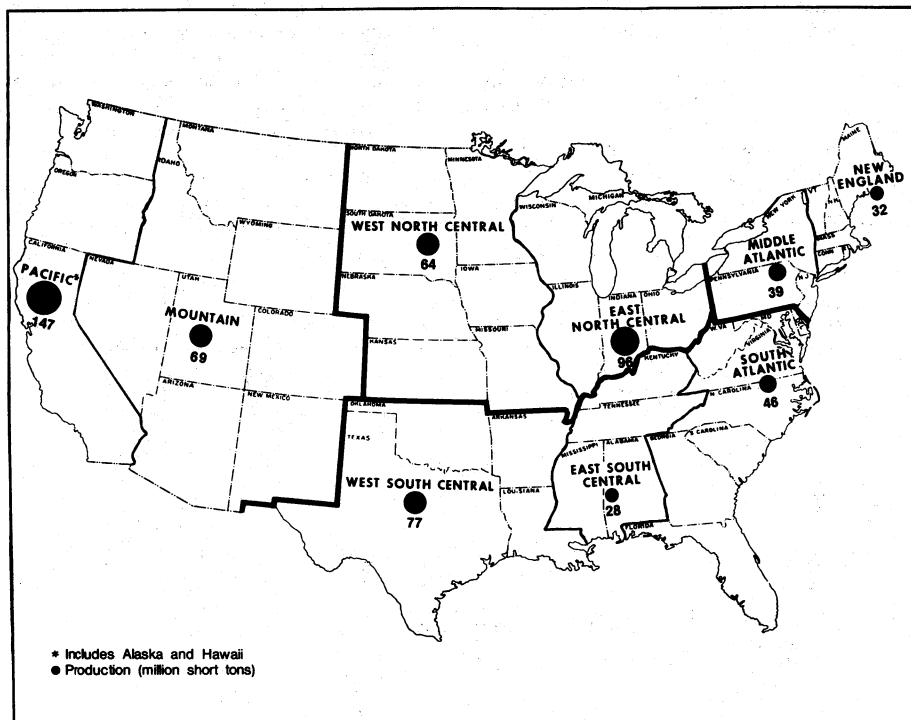 WASHINGTON
MONTANA
NORTH DAKOTA
MINNESOTA
MAINE
OREGON
IDAHO
WISCONSIN
MICHIGAN
NEW YORK
VT
NEW
ENGLAND
32
SOUTH DAKOTA
WYOMING
WEST NORTH CENTRAL
64
MASS
CONN
MIDDLE
ATLANTIC
39
CALIFORNIA
NEVADA
UTAH
NEBRASKA
IOWA
PENNSYLVANIA
N J
PACIFIC*
147
MOUNTAIN
69
COLORADO
ILLINOIS
INDIANA
OHIO
EAST
NORTH CENTRAL
96
MD
W VA
VIRGINIA
KANSAS
MISSOURI
KENTUCKY
SOUTH
ATLANTIC
46
ARIZONA
NEW MEXICO
OKLAHOMA
ARKANSAS
TENNESSEE
N CAROLINA
TEXAS
MISSISSIPPI
ALABAMA
GEORGIA
S CAROLINA
WEST SOUTH CENTRAL
77
LOUISIANA
EAST SOUTH
CENTRAL
28
FLORIDA
* Includes Alaska and Hawaii
● Production (million short tons)